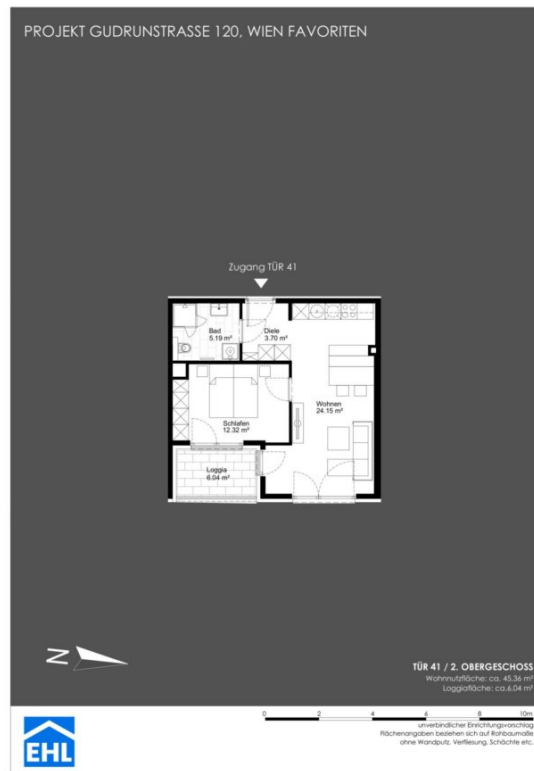 PROJEKT GUDRUNSTRASSE 120, WIEN FAVORITEN
Zugang TÜR 41
Bad
5.19 m²
Diele
3.70 m²
Wohnen
24.15 m²
Schlafen
12.32 m²
Loggia
6.04 m²
N
TÜR 41 / 2. OBERGESCHOSS
Wohnnutzfläche: ca. 45,36 m²
Loggiafläche: ca.6,04 m²
0 2 4 6 8 10m
unverbindlicher Einrichtungsvorschlag
Flächenangaben beziehen sich auf Rohbaumaße
ohne Wandputz, Verfliesung, Schächte etc.
EHL